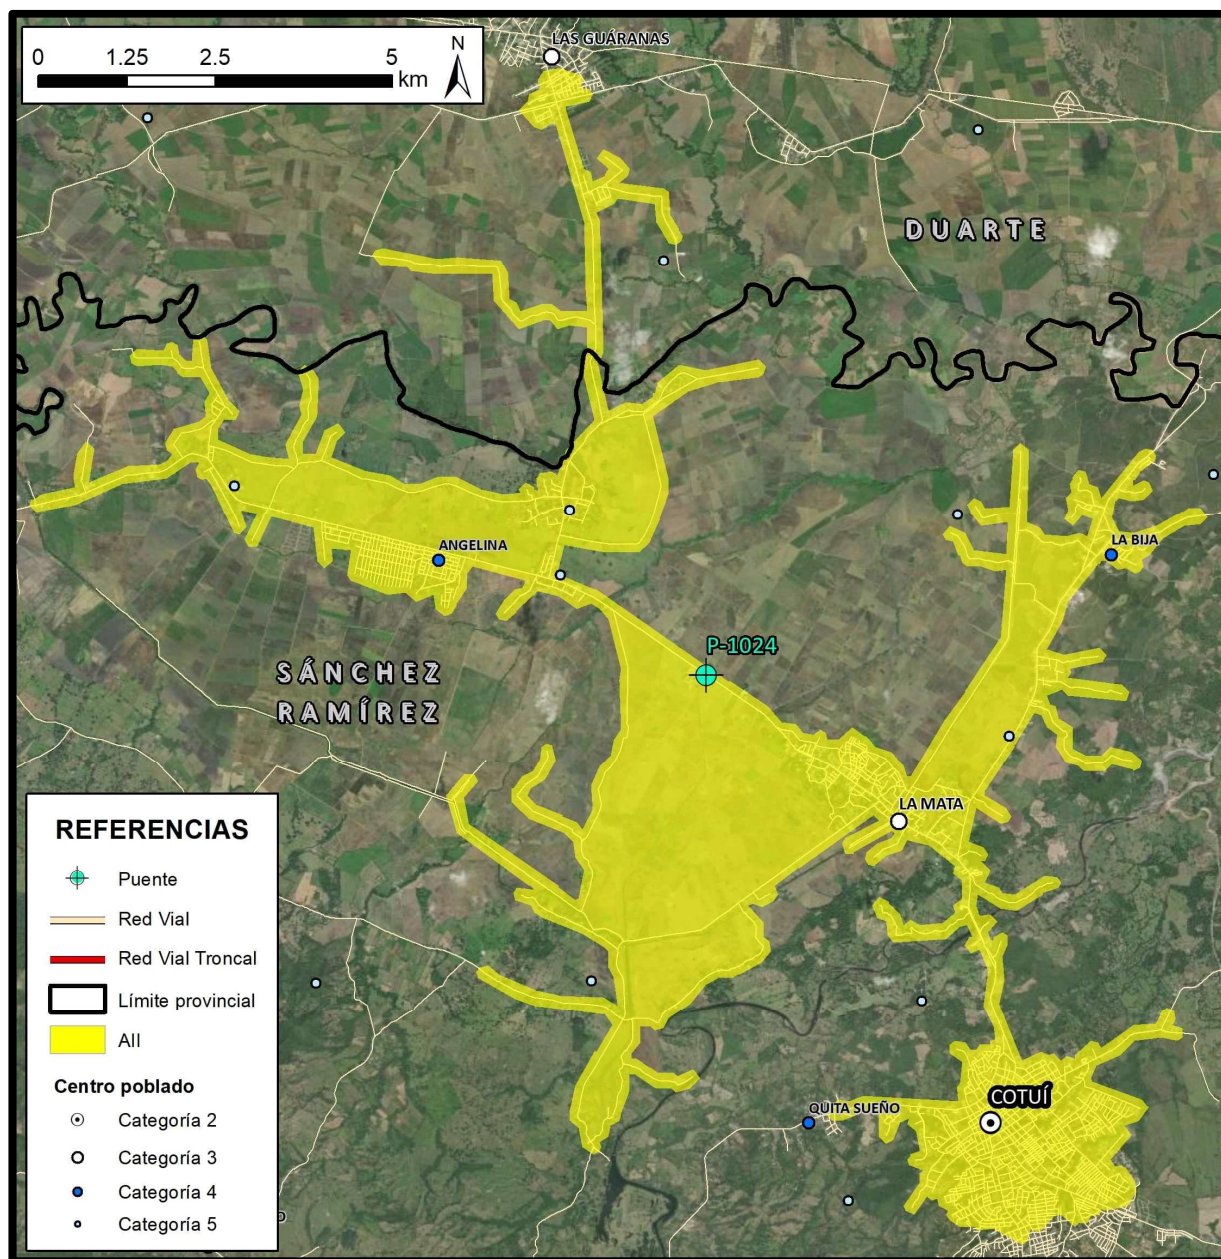 0 1.25 2.5 5
km
N
LAS GUÁRANAS
DUARTE
ANGELINA
LA BIJA
P-1024
SÁNCHEZ
RAMÍREZ
LA MATA
QUITA SUEÑO
COTUÍ
REFERENCIAS
Puente
Red Vial
Red Vial Troncal
Límite provincial
AII
Centro poblado
Categoría 2
Categoría 3
Categoría 4
Categoría 5